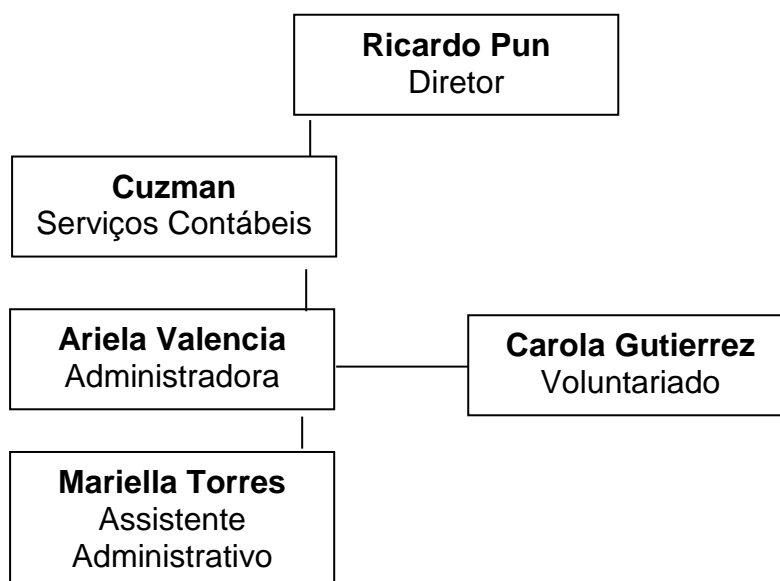 Ricardo Pun
Diretor
Cuzman
Serviços Contábeis
Ariela Valencia
Administradora
Carola Gutierrez
Voluntariado
Mariella Torres
Assistente
Administrativo